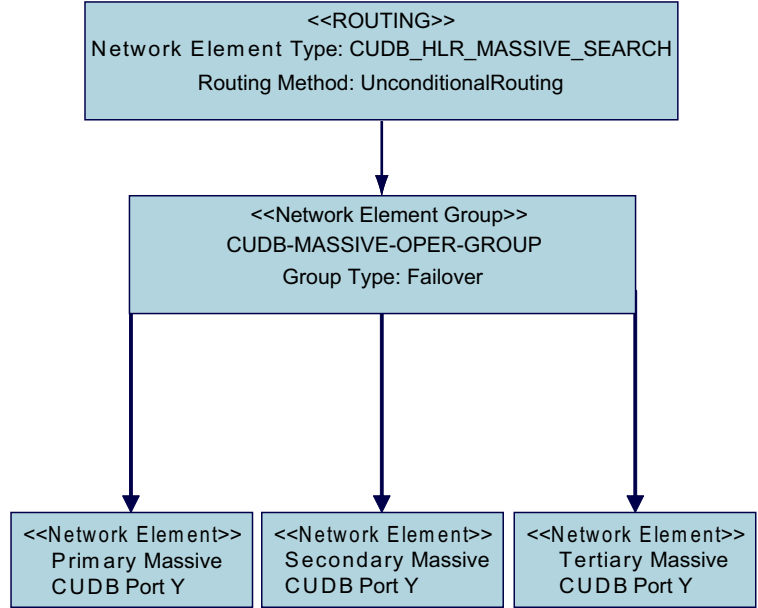 <<ROUTING>>
Network Element Type: CUDB_HLR_MASSIVE_SEARCH
Routing Method: UnconditionalRouting
<<Network Element Group>>
CUDB-MASSIVE-OPER-GROUP
Group Type: Failover
<<Network Element>>
Primary Massive
CUDB Port Y
<<Network Element>>
Secondary Massive
CUDB Port Y
<<Network Element>>
Tertiary Massive
CUDB Port Y